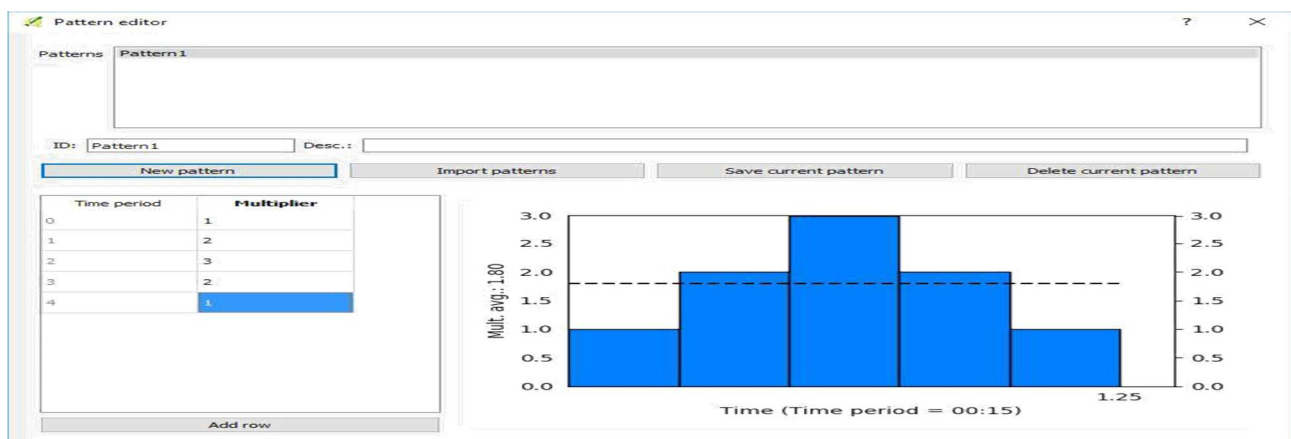 Pattern editor ?
Patterns Pattern1
ID: Pattern1 Desc.:
New pattern Import patterns Save current pattern Delete current pattern
Time period Multiplier
0 1
1 2
2 3
3 2
4 1
Add row
Mult. avg.: 1.80
3.0 3.0
2.5 2.5
2.0 2.0
1.5 1.5
1.0 1.0
0.5 0.5
0.0 0.0
1.25
Time (Time period = 00:15)